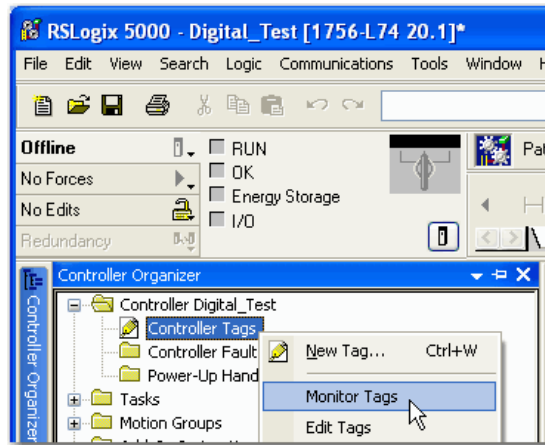 RSLogix 5000 - Digital_Test [1756-L74 20.1]*
File Edit View Search Logic Communications Tools Window
Offline
RUN
No Forces
OK
No Edits
Energy Storage
I/O
Redundancy
Controller Organizer
Controller Organizer
Controller Digital_Test
Controller Tags
Controller Fault
Power-Up Hand
Tasks
Motion Groups
New Tag... Ctrl+W
Monitor Tags
Edit Tags